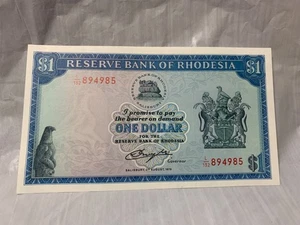 RESERVE BANK OF RHODESIA
$1
$1
894985
SALISBURY
I promise to pay
the bearer on demand
ONE DOLLAR
FOR THE
RESERVE BANK OF RHODESIA
894985
Governor
$